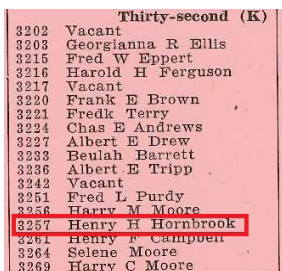 Thirty-second (K)
3202 Vacant
3203 Georgianna R Ellis
3215 Fred W Eppert
3216 Harold H Ferguson
3217 Vacant
3220 Frank E Brown
3221 Fredk Terry
3224 Chas E Andrews
3227 Albert E Drew
3233 Beulah Barrett
3236 Albert E Tripp
3242 Vacant
3251 Fred L Purdy
3256 Harry M Moore
3257 Henry H Hornbrook
3261 Henry F Campbell
3264 Selene Moore
3269 Harry C Moore